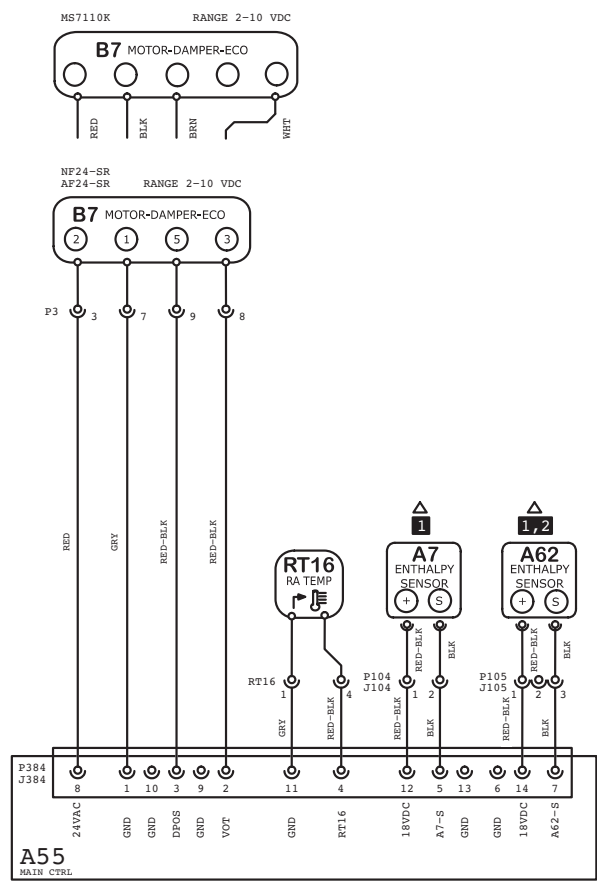 MS7110K RANGE 2-10 VDC
B7 MOTOR-DAMPER-ECO
RED BLK BRN WHT
NF24-SR
AF24-SR RANGE 2-10 VDC
B7 MOTOR-DAMPER-ECO
2 1 5 3
P3 3 7 9 8
RED GRY RED-BLK RED-BLK
1 1,2
RT16 A7 A62
RA TEMP ENTHALPY SENSOR ENTHALPY SENSOR
+ S + S
RED-BLK BLK RED-BLK BLK
RT16 1 4 P104 J104 1 2 P105 J105 1 2 3
GRY RED-BLK RED-BLK BLK RED-BLK BLK
P384
J384
8 1 10 3 9 2 11 4 12 5 13 6 14 7
24VAC GND GND DPOS GND VOT GND RT16 18VDC A7-S GND GND 18VDC A62-S
A55
MAIN CTRL